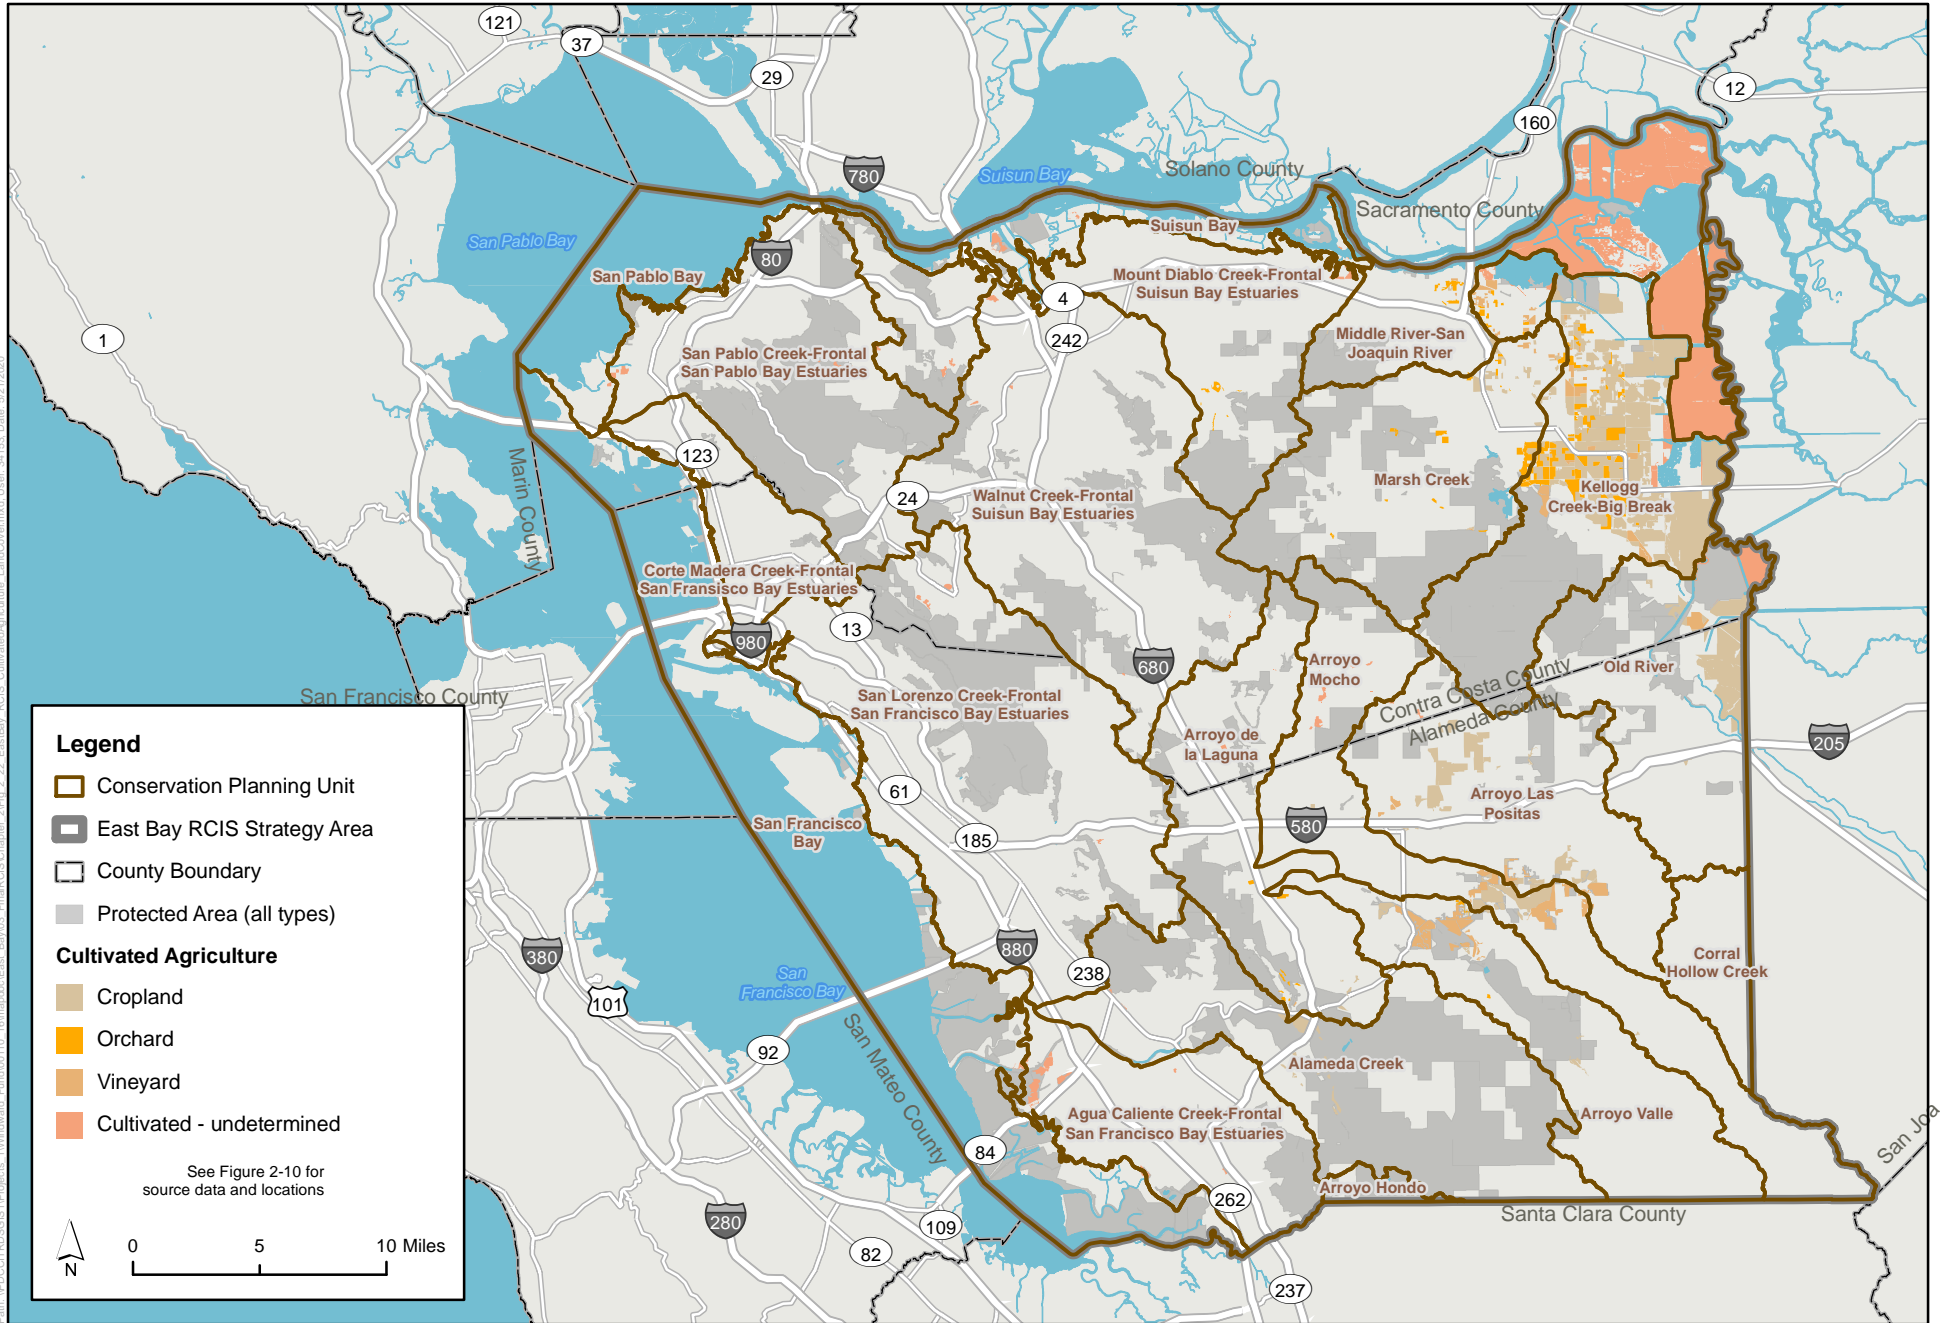 121
37
29
12
160
780
Solano County
Suisun Bay
Sacramento County
San Pablo Bay
80
San Pablo Bay
Suisun Bay
Mount Diablo Creek-Frontal
Suisun Bay Estuaries
4
1
242
Middle River-San
Joaquin River
San Pablo Creek-Frontal
San Pablo Bay Estuaries
123
Marin County
24
Walnut Creek-Frontal
Suisun Bay Estuaries
Marsh Creek
Kellogg
Creek-Big Break
Corte Madera Creek-Frontal
San Fransisco Bay Estuaries
980
13
680
Arroyo
Mocho
Old River
Contra Costa County
Alameda County
San Francisco County
San Lorenzo Creek-Frontal
San Francisco Bay Estuaries
Arroyo de
la Laguna
205
61
Arroyo Las
Positas
San Francisco
Bay
185
580
880
238
Corral
Hollow Creek
380
101
San
Francisco Bay
92
San Mateo County
Alameda Creek
Agua Caliente Creek-Frontal
San Francisco Bay Estuaries
Arroyo Valle
84
San Joa
262
Arroyo Hondo
Santa Clara County
280
109
82
237
Legend
Conservation Planning Unit
East Bay RCIS Strategy Area
County Boundary
Protected Area (all types)
Cultivated Agriculture
Cropland
Orchard
Vineyard
Cultivated - undetermined
See Figure 2-10 for
source data and locations
N
0 5 10 Miles